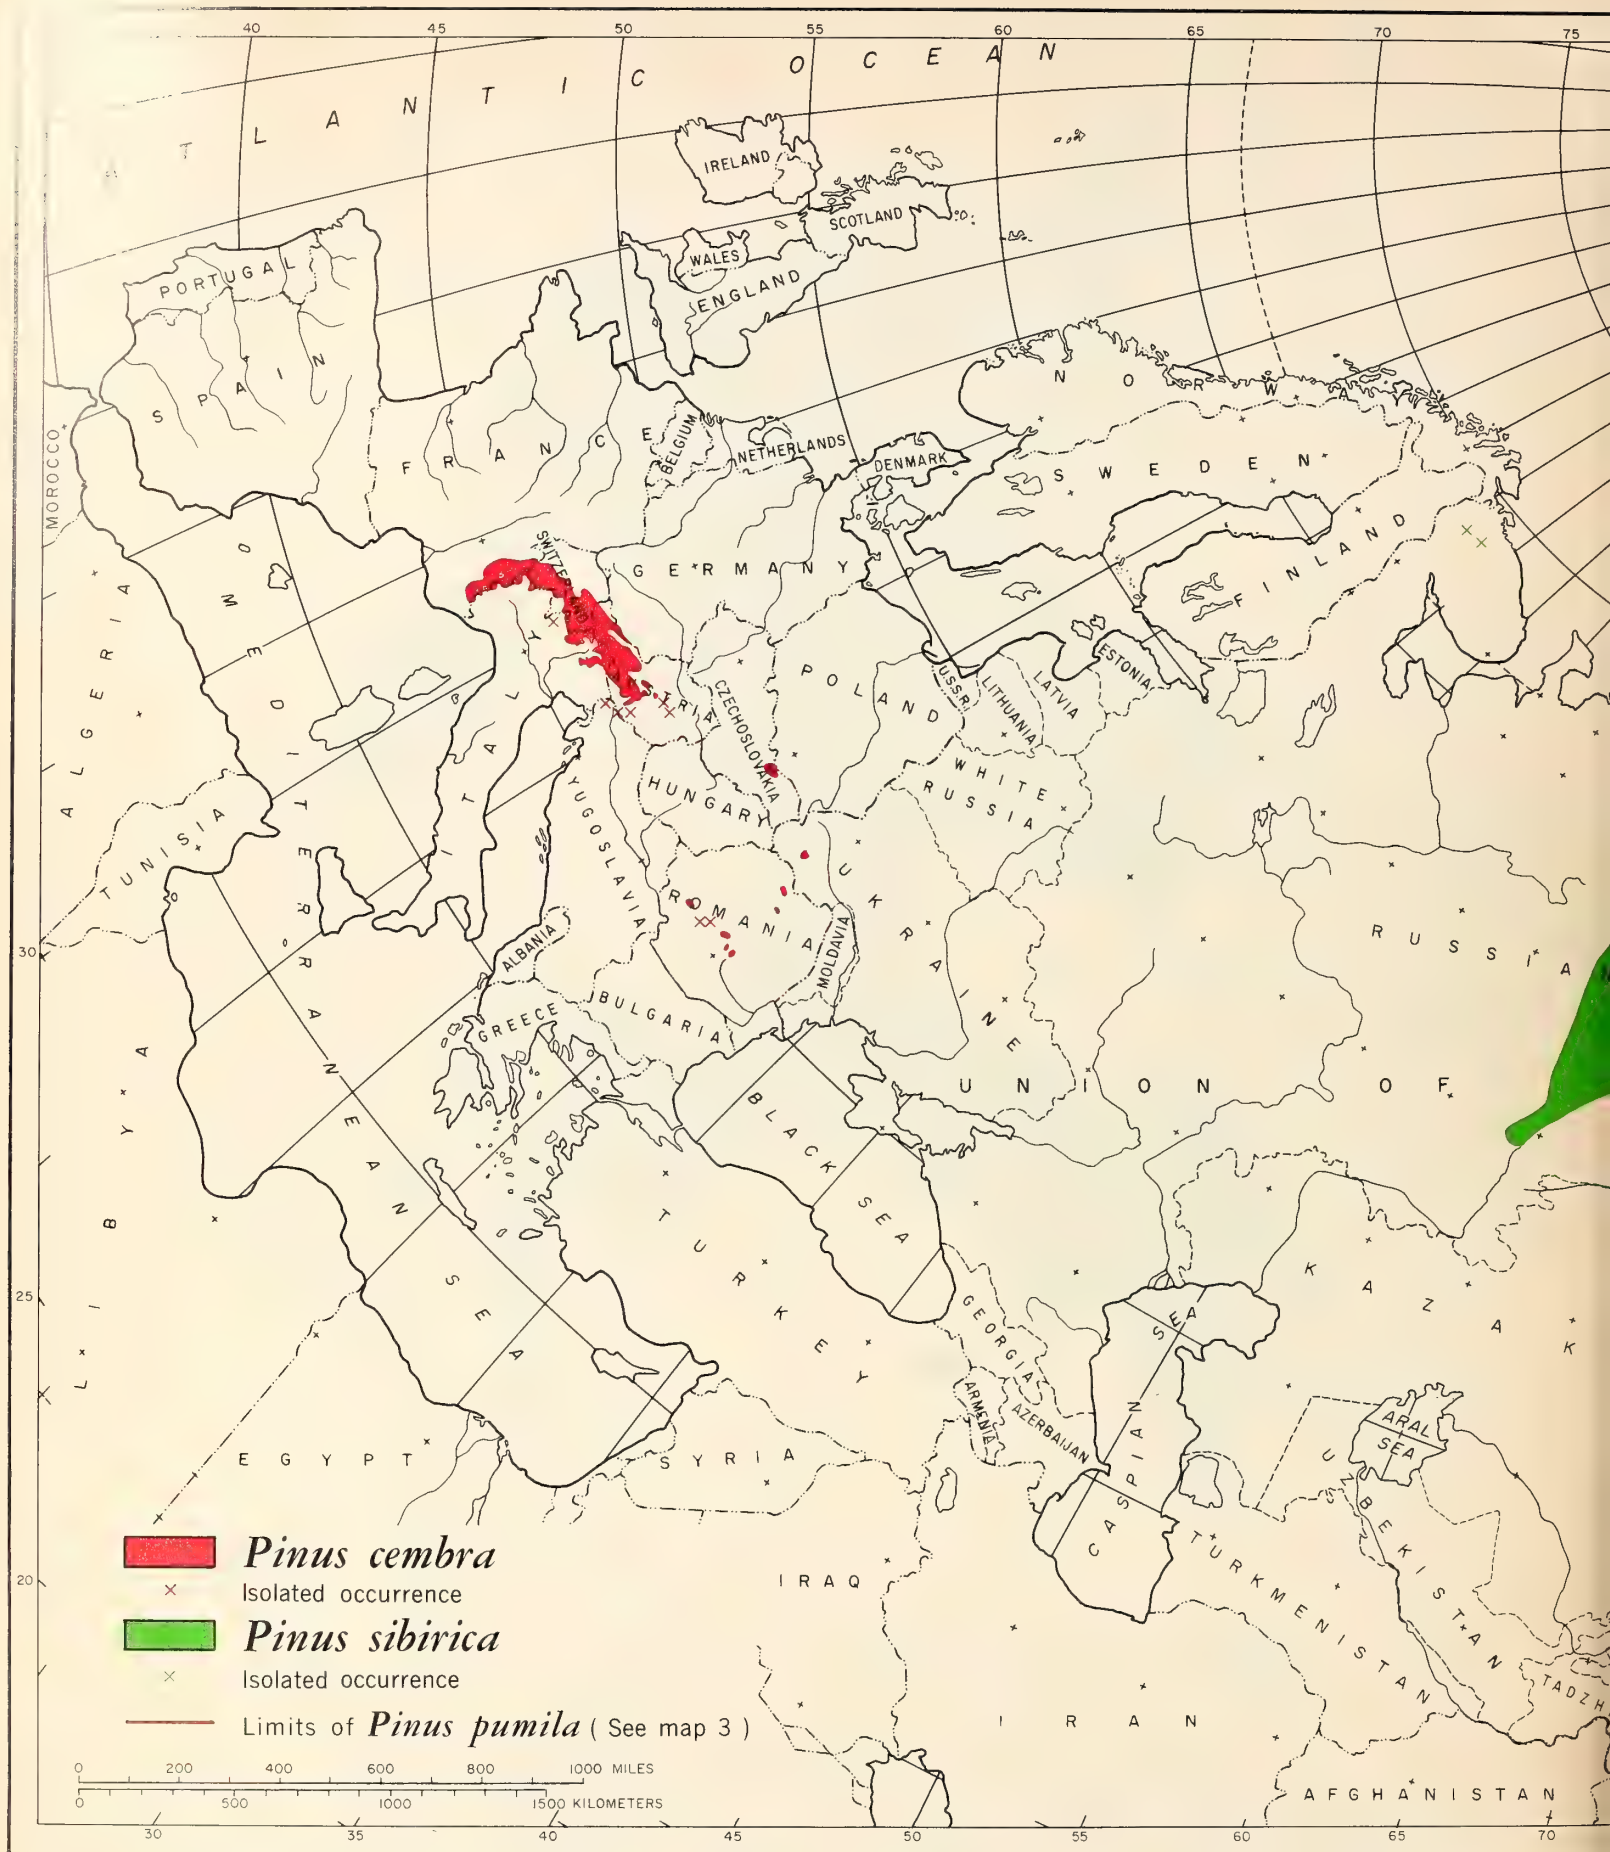 40 45 50 55 60 65 70 75
ATLANTIC OCEAN
IRELAND
SCOTLAND
WALES
ENGLAND
PORTUGAL
SPAIN
NORWA
FRANCE
BELGIUM
NETHERLANDS
DENMARK
SWEDEN
MOROCCO
FINLAND
SWITZERLAND
GERMANY
ALGERIA
MEDITERRANEAN SEA
ITALY
POLAND
U.S.S.R.
LITHUANIA
LATVIA
ESTONIA
AUSTRIA
CZECHOSLOVAKIA
WHITE
RUSSIA
HUNGARY
YUGOSLAVIA
TUNISIA
UKRAINE
ROMANIA
MOLDAVIA
RUSSIA
30
ALBANIA
BULGARIA
GREECE
LIBYA
UNION OF
BLACK SEA
TURKEY
KAZAK
25
GEORGIA
ARMENIA
AZERBAIJAN
CASPIAN SEA
ARAL
SEA
UZBEKISTAN
EGYPT
SYRIA
TURKMENISTAN
TADZH
20
IRAQ
IRAN
AFGHANISTAN
Pinus cembra
× Isolated occurrence
Pinus sibirica
× Isolated occurrence
Limits of Pinus pumila ( See map 3 )
0 200 400 600 800 1000 MILES
0 500 1000 1500 KILOMETERS
30 35 40 45 50 55 60 65 70